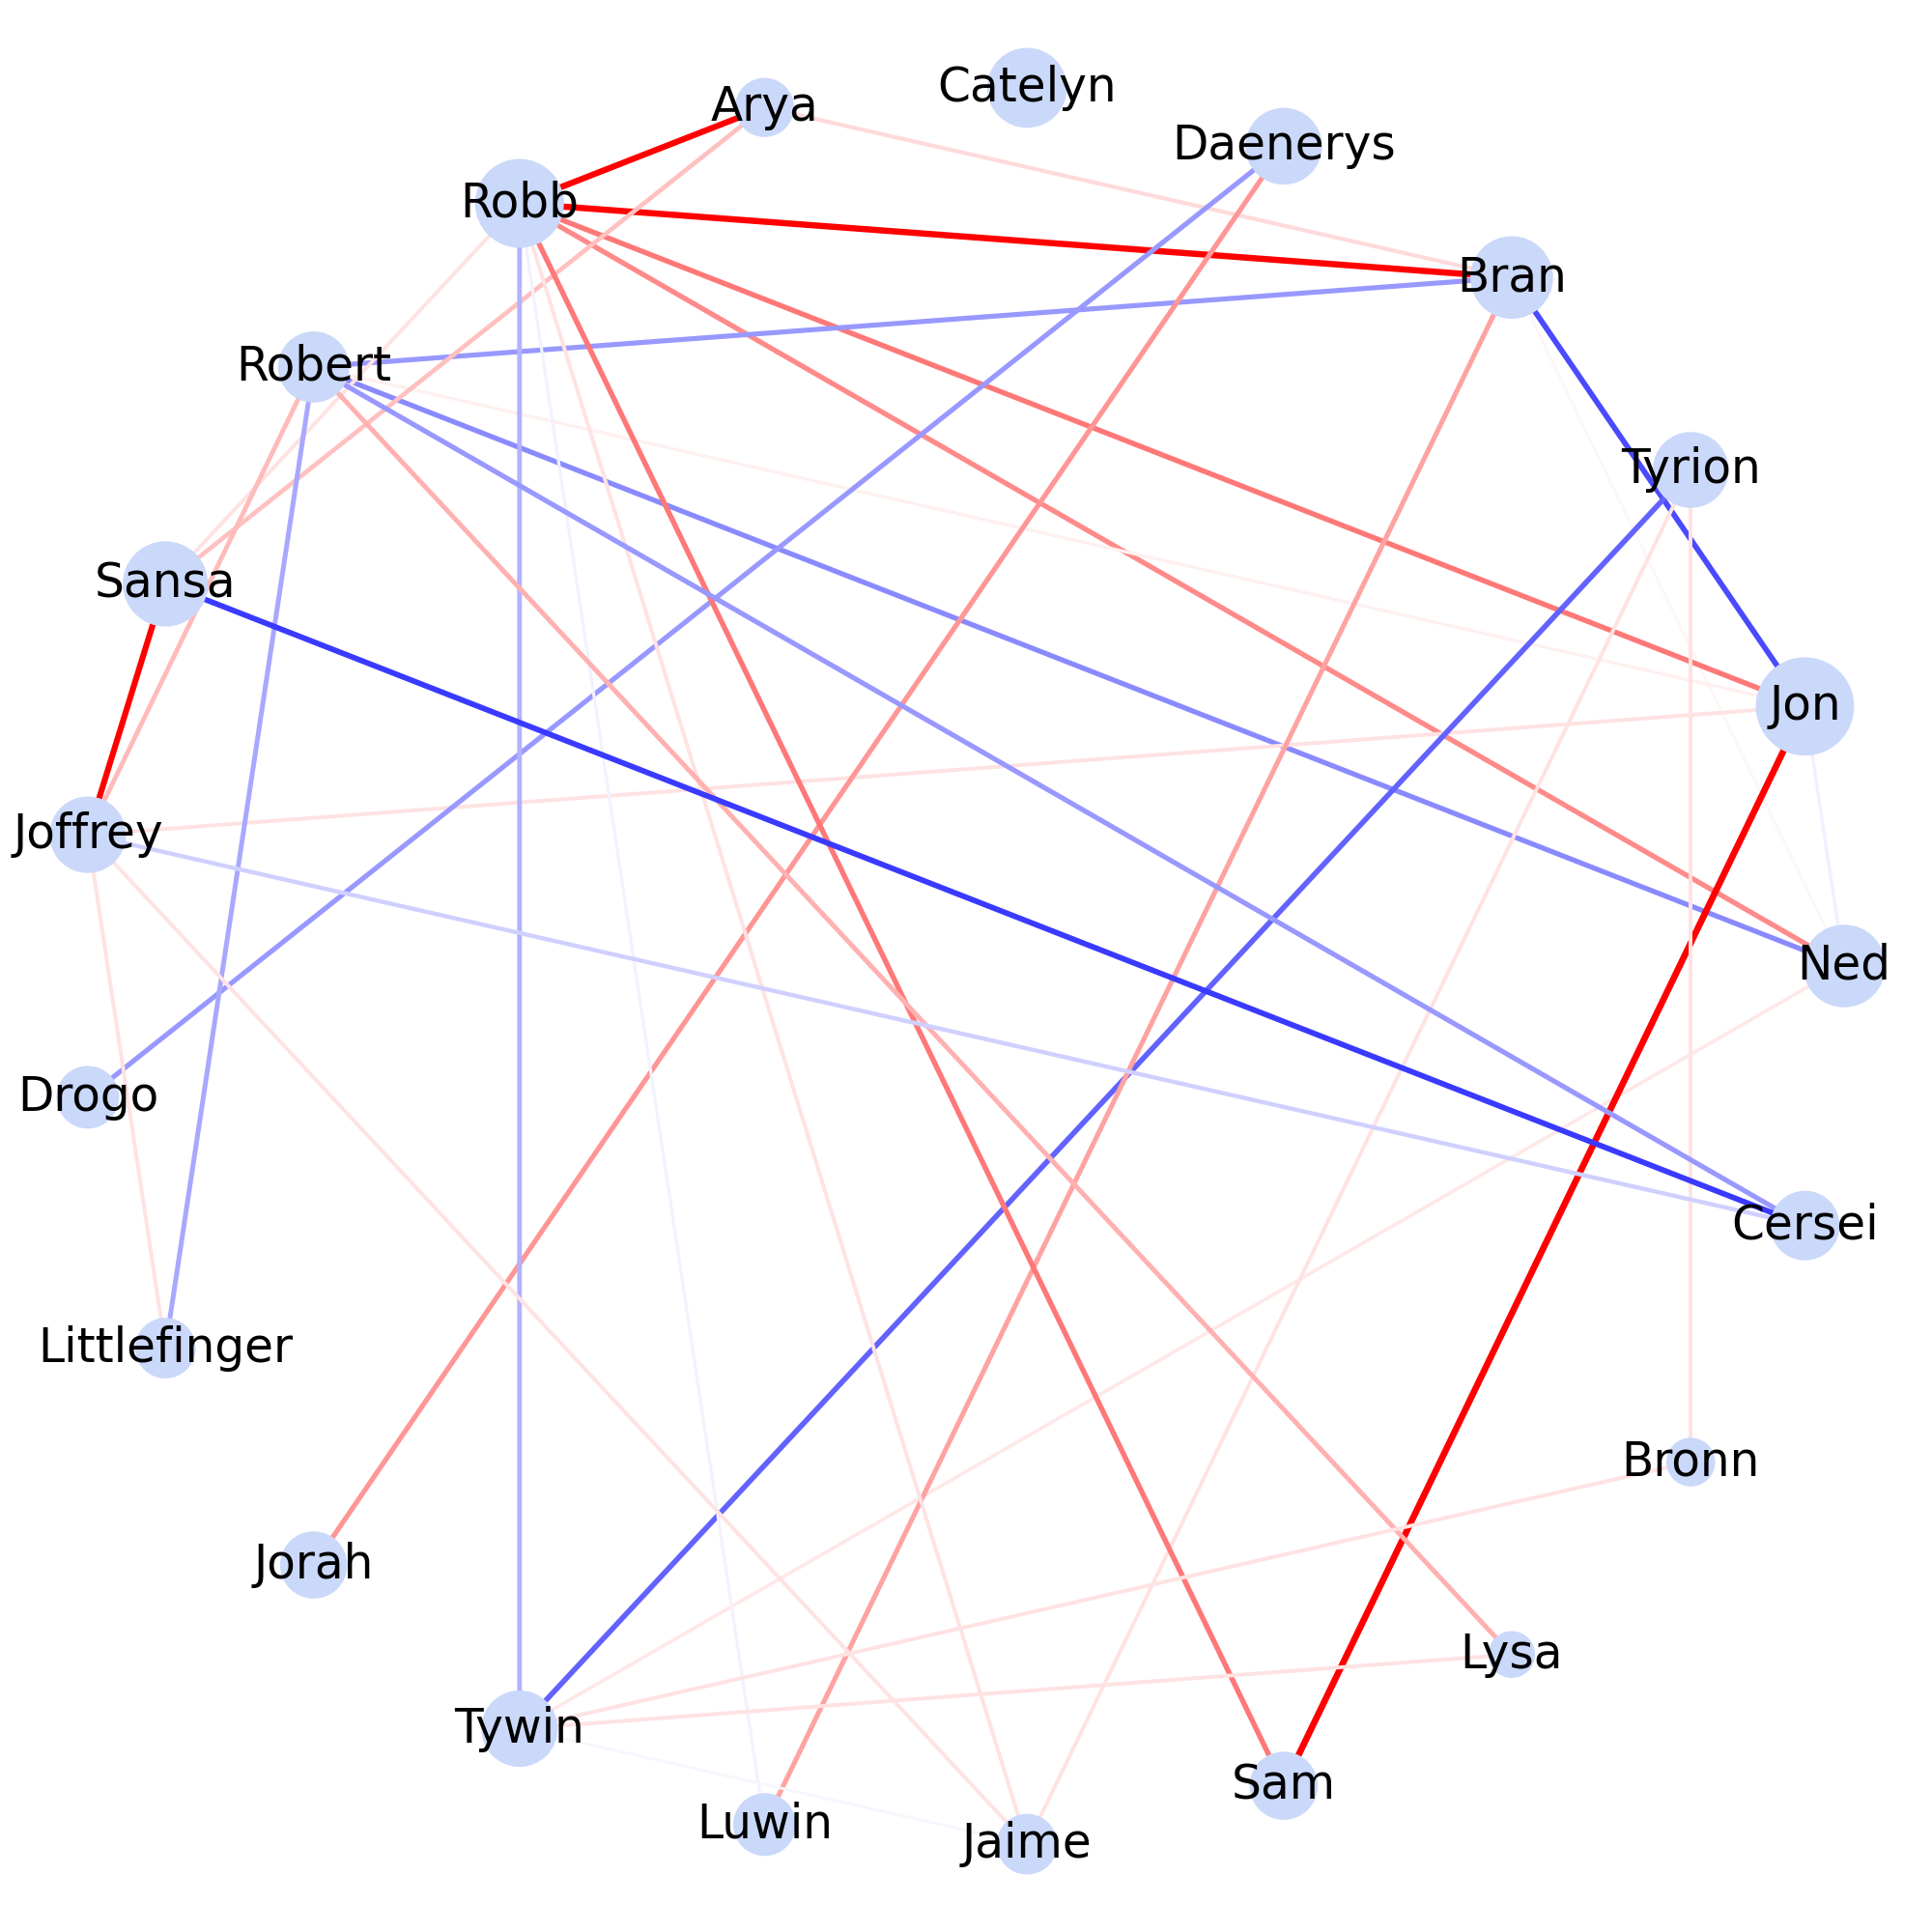 Catelyn
Arya
Daenerys
Robb
Bran
Robert
Tyrion
Sansa
Jon
Joffrey
Ned
Drogo
Cersei
Littlefinger
Bronn
Jorah
Lysa
Tywin
Sam
Luwin
Jaime